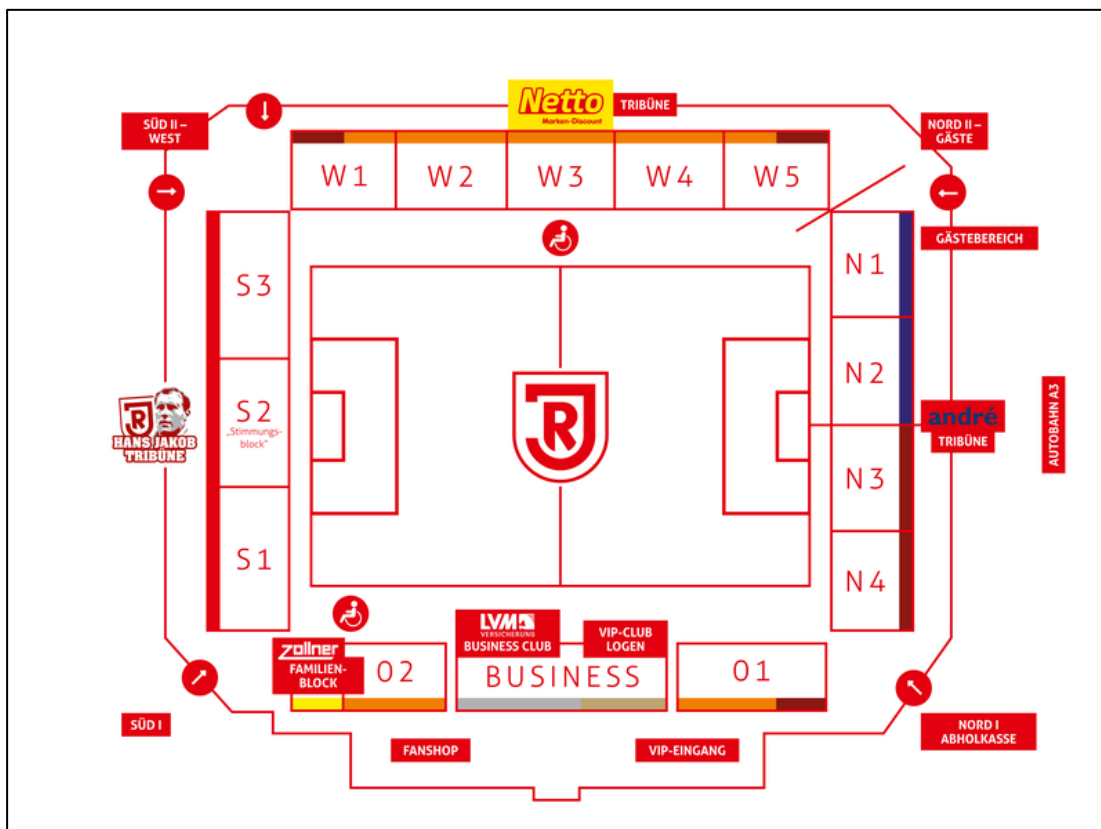 Netto
Marken-Discount
TRIBÜNE
SÜD II –
WEST
NORD II –
GÄSTE
W1
W2
W3
W4
W5
GÄSTEBEREICH
S3
N1
N2
S2
„Stimmungs-
block“
R
HANS JAKOB
TRIBÜNE
R
andré
TRIBÜNE
AUTOBAHN A3
N3
S1
N4
LVM
VERSICHERUNG
BUSINESS CLUB
VIP-CLUB
LOGEN
Zollner
FAMILIEN-
BLOCK
O2
BUSINESS
O1
SÜD I
NORD I
ABHOLKASSE
FANSHOP
VIP-EINGANG